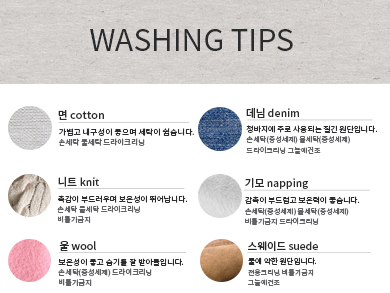 WASHING TIPS
면 cotton
가볍고 내구성이 좋으며 세탁이 쉽습니다.
손세탁 물세탁 드라이크리닝
데님 denim
청바지에 주로 사용되는 질긴 원단입니다.
손세탁(중성세제) 물세탁(중성세제)
드라이크리닝 그늘에건조
니트 knit
촉감이 부드러우며 보온성이 뛰어납니다.
손세탁 물세탁 드라이크리닝
비틀기금지
기모 napping
감촉이 부드럽고 보온력이 좋습니다.
손세탁(중성세제) 물세탁(중성세제)
비틀기금지 드라이크리닝
울 wool
보온성이 좋고 습기를 잘 받아들입니다.
손세탁(중성세제) 드라이크리닝
비틀기금지
스웨이드 suede
물에 약한 원단입니다.
전용크리닝 비틀기금지
그늘에건조